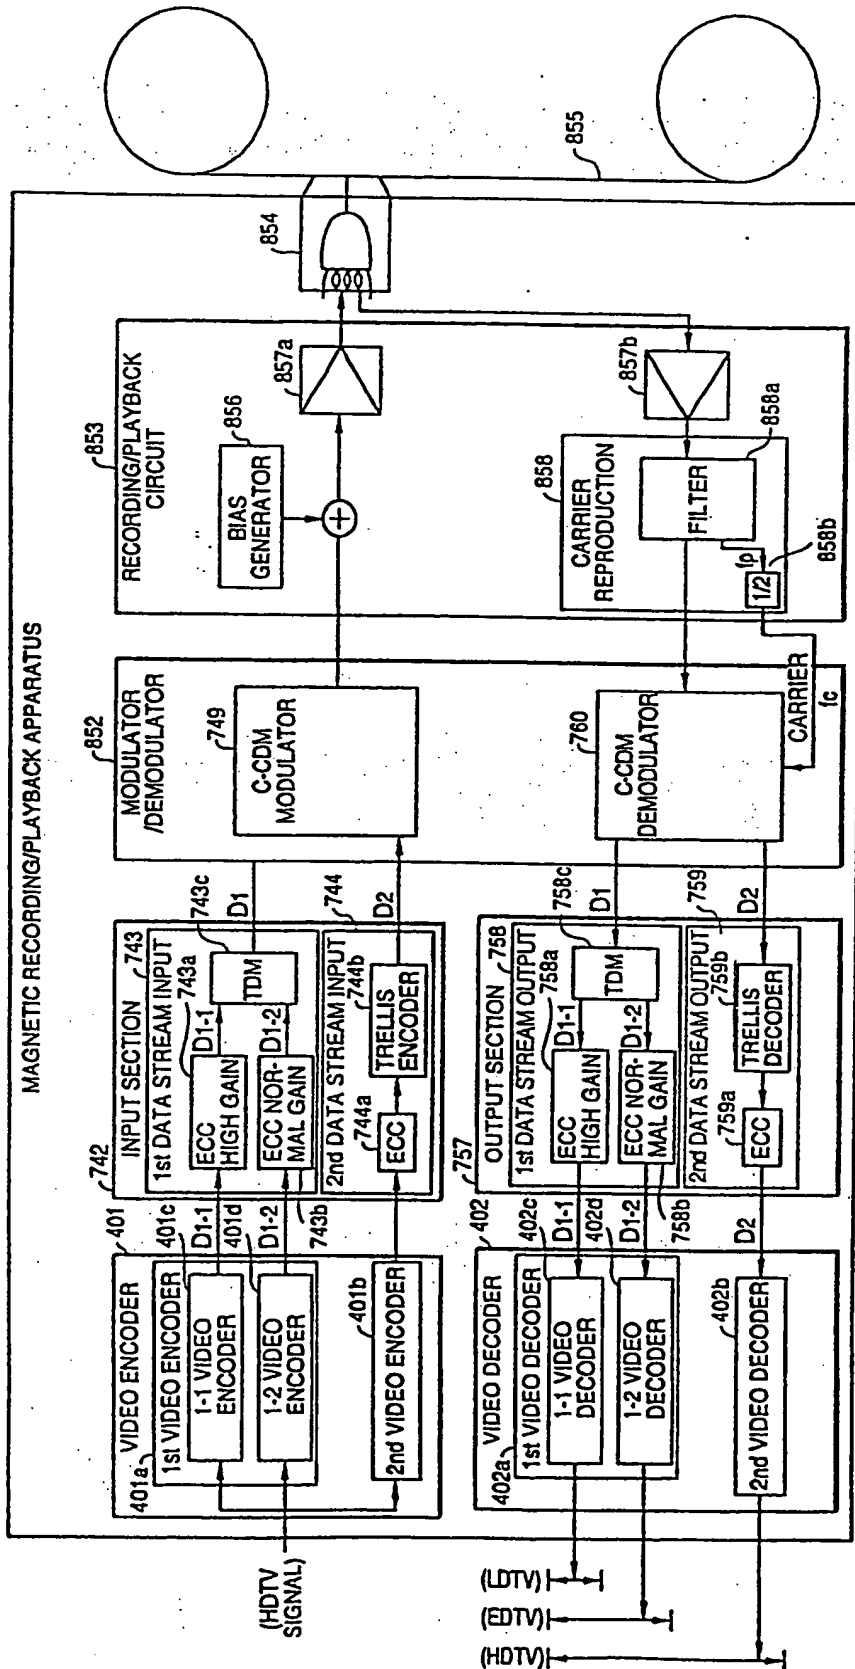 MAGNETIC RECORDING/PLAYBACK APPARATUS
(HDTV
SIGNAL)
401
VIDEO ENCODER
401a
1st VIDEO ENCODER
401c
1-1 VIDEO
ENCODER
401d
1-2 VIDEO
ENCODER
401b
2nd VIDEO ENCODER
D1-1
D1-2
742
INPUT SECTION
743
1st DATA STREAM INPUT
743a
ECC
HIGH GAIN
743b
ECC NOR-
MAL GAIN
D1-1
D1-2
743c
TDM
D1
744
2nd DATA STREAM INPUT
744a
ECC
744b
TRELLIS
ENCODER
D2
852
MODULATOR
/DEMODULATOR
749
C-CDM
MODULATOR
760
C-CDM
DEMODULATOR
CARRIER
fc
853
RECORDING/PLAYBACK
CIRCUIT
856
BIAS
GENERATOR
+
857a
854
855
857b
858
CARRIER
REPRODUCTION
858a
FILTER
fp
1/2
858b
757
OUTPUT SECTION
758
1st DATA STREAM OUTPUT
758a
ECC
HIGH GAIN
758b
ECC NOR-
MAL GAIN
D1-1
D1-2
758c
TDM
D1
759
2nd DATA STREAM OUTPUT
759a
ECC
759b
TRELLIS
DECODER
D2
402
VIDEO DECODER
402a
1st VIDEO DECODER
402c
1-1 VIDEO
DECODER
402d
1-2 VIDEO
DECODER
402b
2nd VIDEO DECODER
D1-1
D1-2
D2
(LDTV)
(EDTV)
(HDTV)